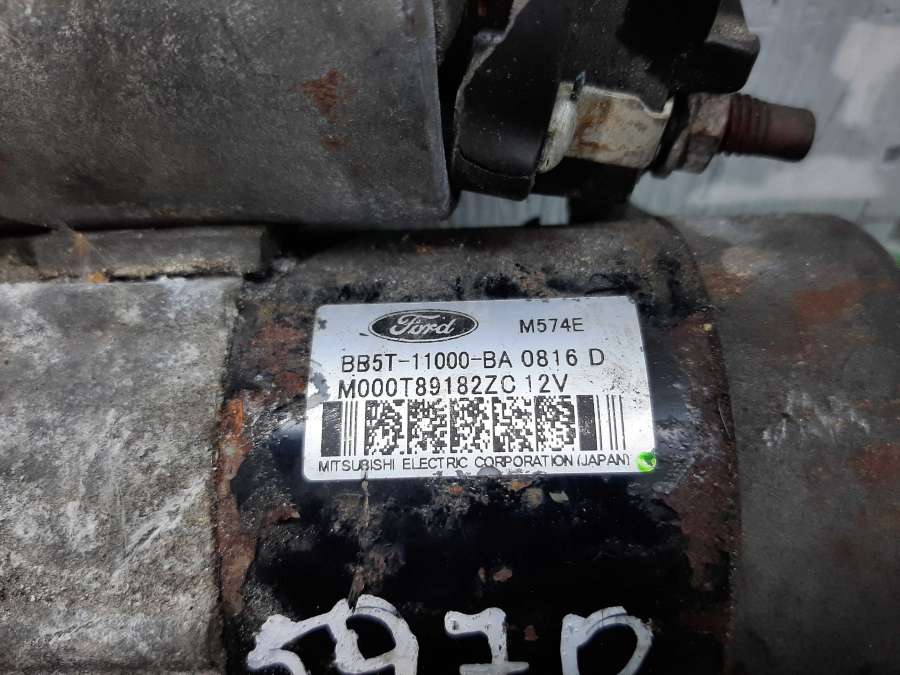 Ford M574E
BB5T-11000-BA 0816 D
M000T89182ZC 12V
MITSUBISHI ELECTRIC CORPORATION (JAPAN)